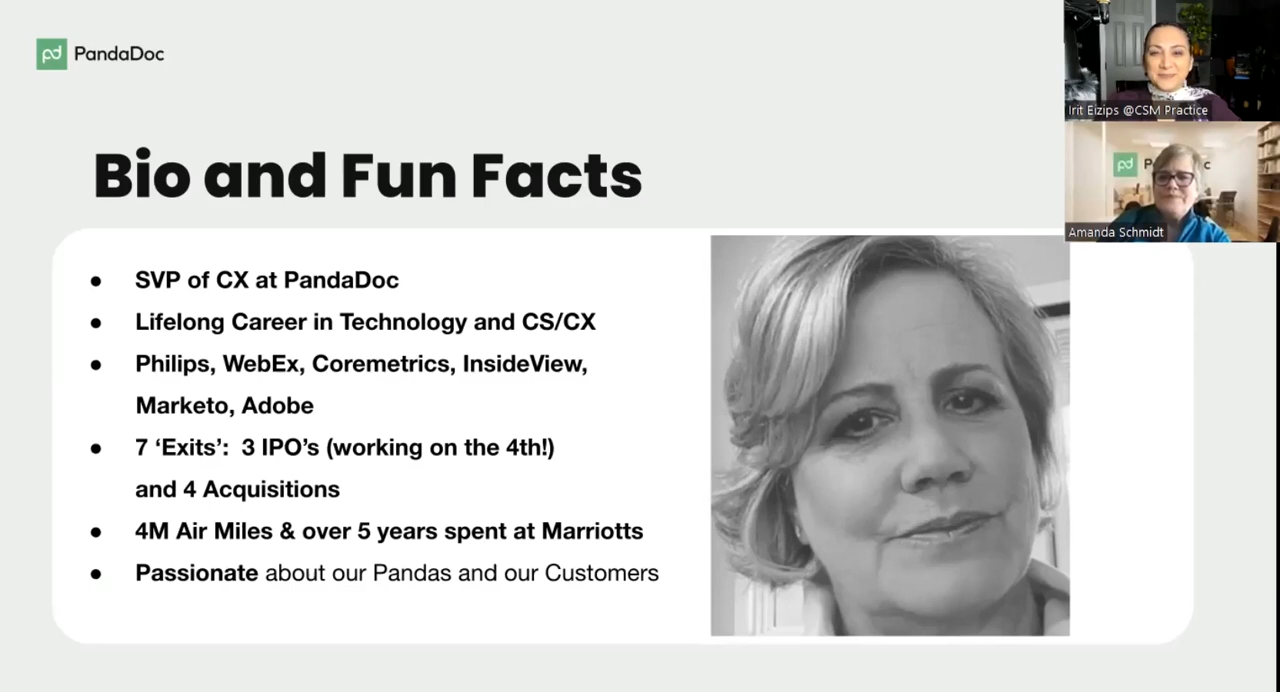 pd PandaDoc
Irit Eizips @CSM Practice
pd
Amanda Schmidt
Bio and Fun Facts
● SVP of CX at PandaDoc
● Lifelong Career in Technology and CS/CX
● Philips, WebEx, Coremetrics, InsideView,
Marketo, Adobe
● 7 ‘Exits’: 3 IPO’s (working on the 4th!)
and 4 Acquisitions
● 4M Air Miles & over 5 years spent at Marriotts
● Passionate about our Pandas and our Customers